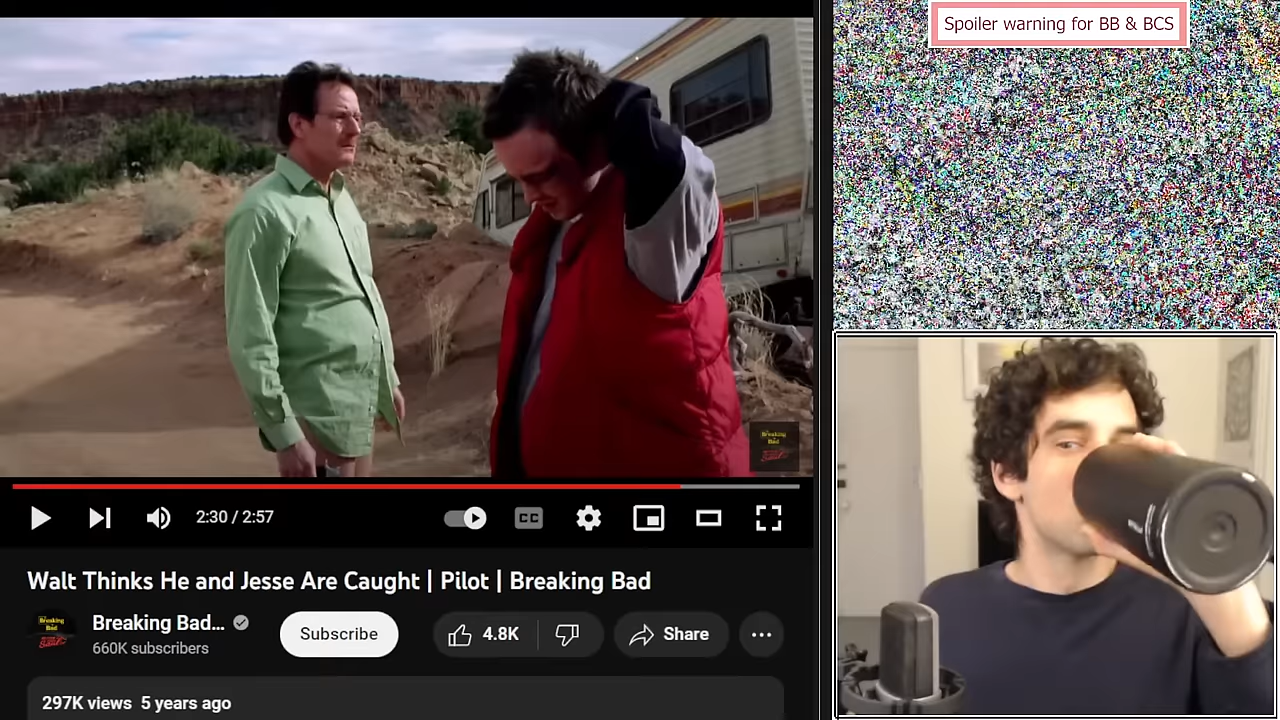 Spoiler warning for BB & BCS
2:30 / 2:57
CC
Walt Thinks He and Jesse Are Caught | Pilot | Breaking Bad
Breaking Bad...
660K subscribers
Subscribe
4.8K
Share
297K views 5 years ago